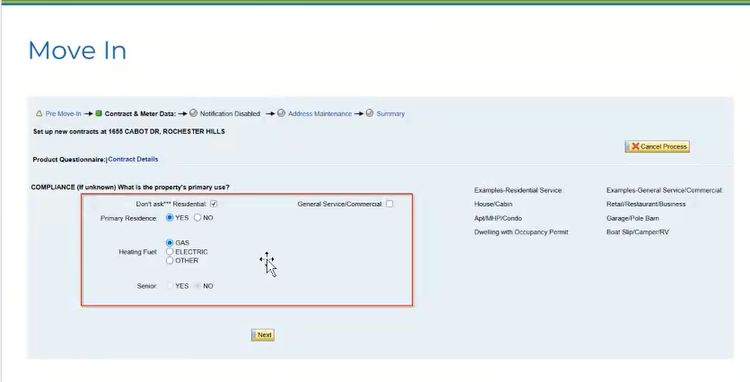 Move In
Pre Move-In → Contract & Meter Data: → Notification Disabled → Address Maintenance → Summary
Set up new contracts at 1655 CABOT DR, ROCHESTER HILLS
Cancel Process
Product Questionnaire:|Contract Details
COMPLIANCE (If unknown) What is the property's primary use?
Don't ask*** Residential: General Service/Commercial:
Primary Residence: YES NO
Heating Fuel: GAS
ELECTRIC
OTHER
Senior: YES NO
Next
Examples-Residential Service: Examples-General Service/Commercial:
House/Cabin Retail/Restaurant/Business
Apt/MHP/Condo Garage/Pole Barn
Dwelling with Occupancy Permit Boat Slip/Camper/RV